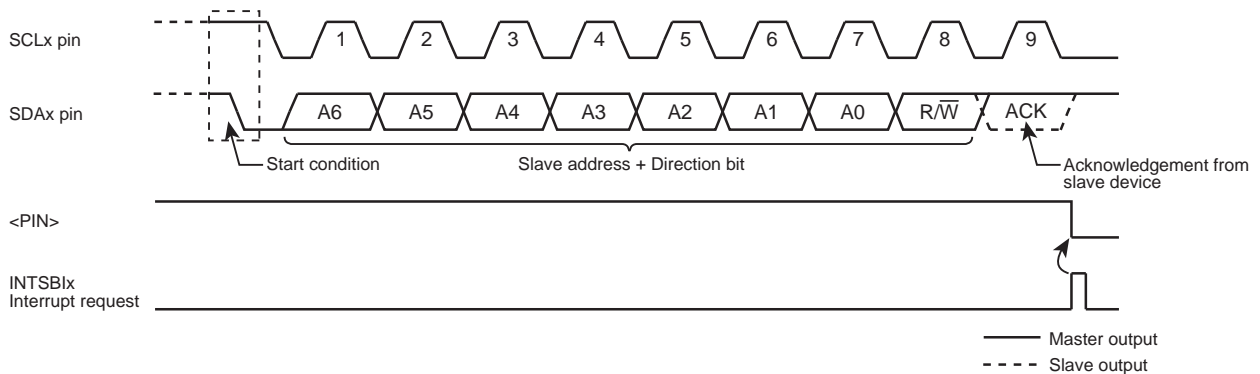 SCLx pin
1 2 3 4 5 6 7 8 9
SDAx pin
A6 A5 A4 A3 A2 A1 A0 R/W̅ ACK
Start condition
Slave address + Direction bit
Acknowledgement from
slave device
<PIN>
INTSBIx
Interrupt request
Master output
Slave output